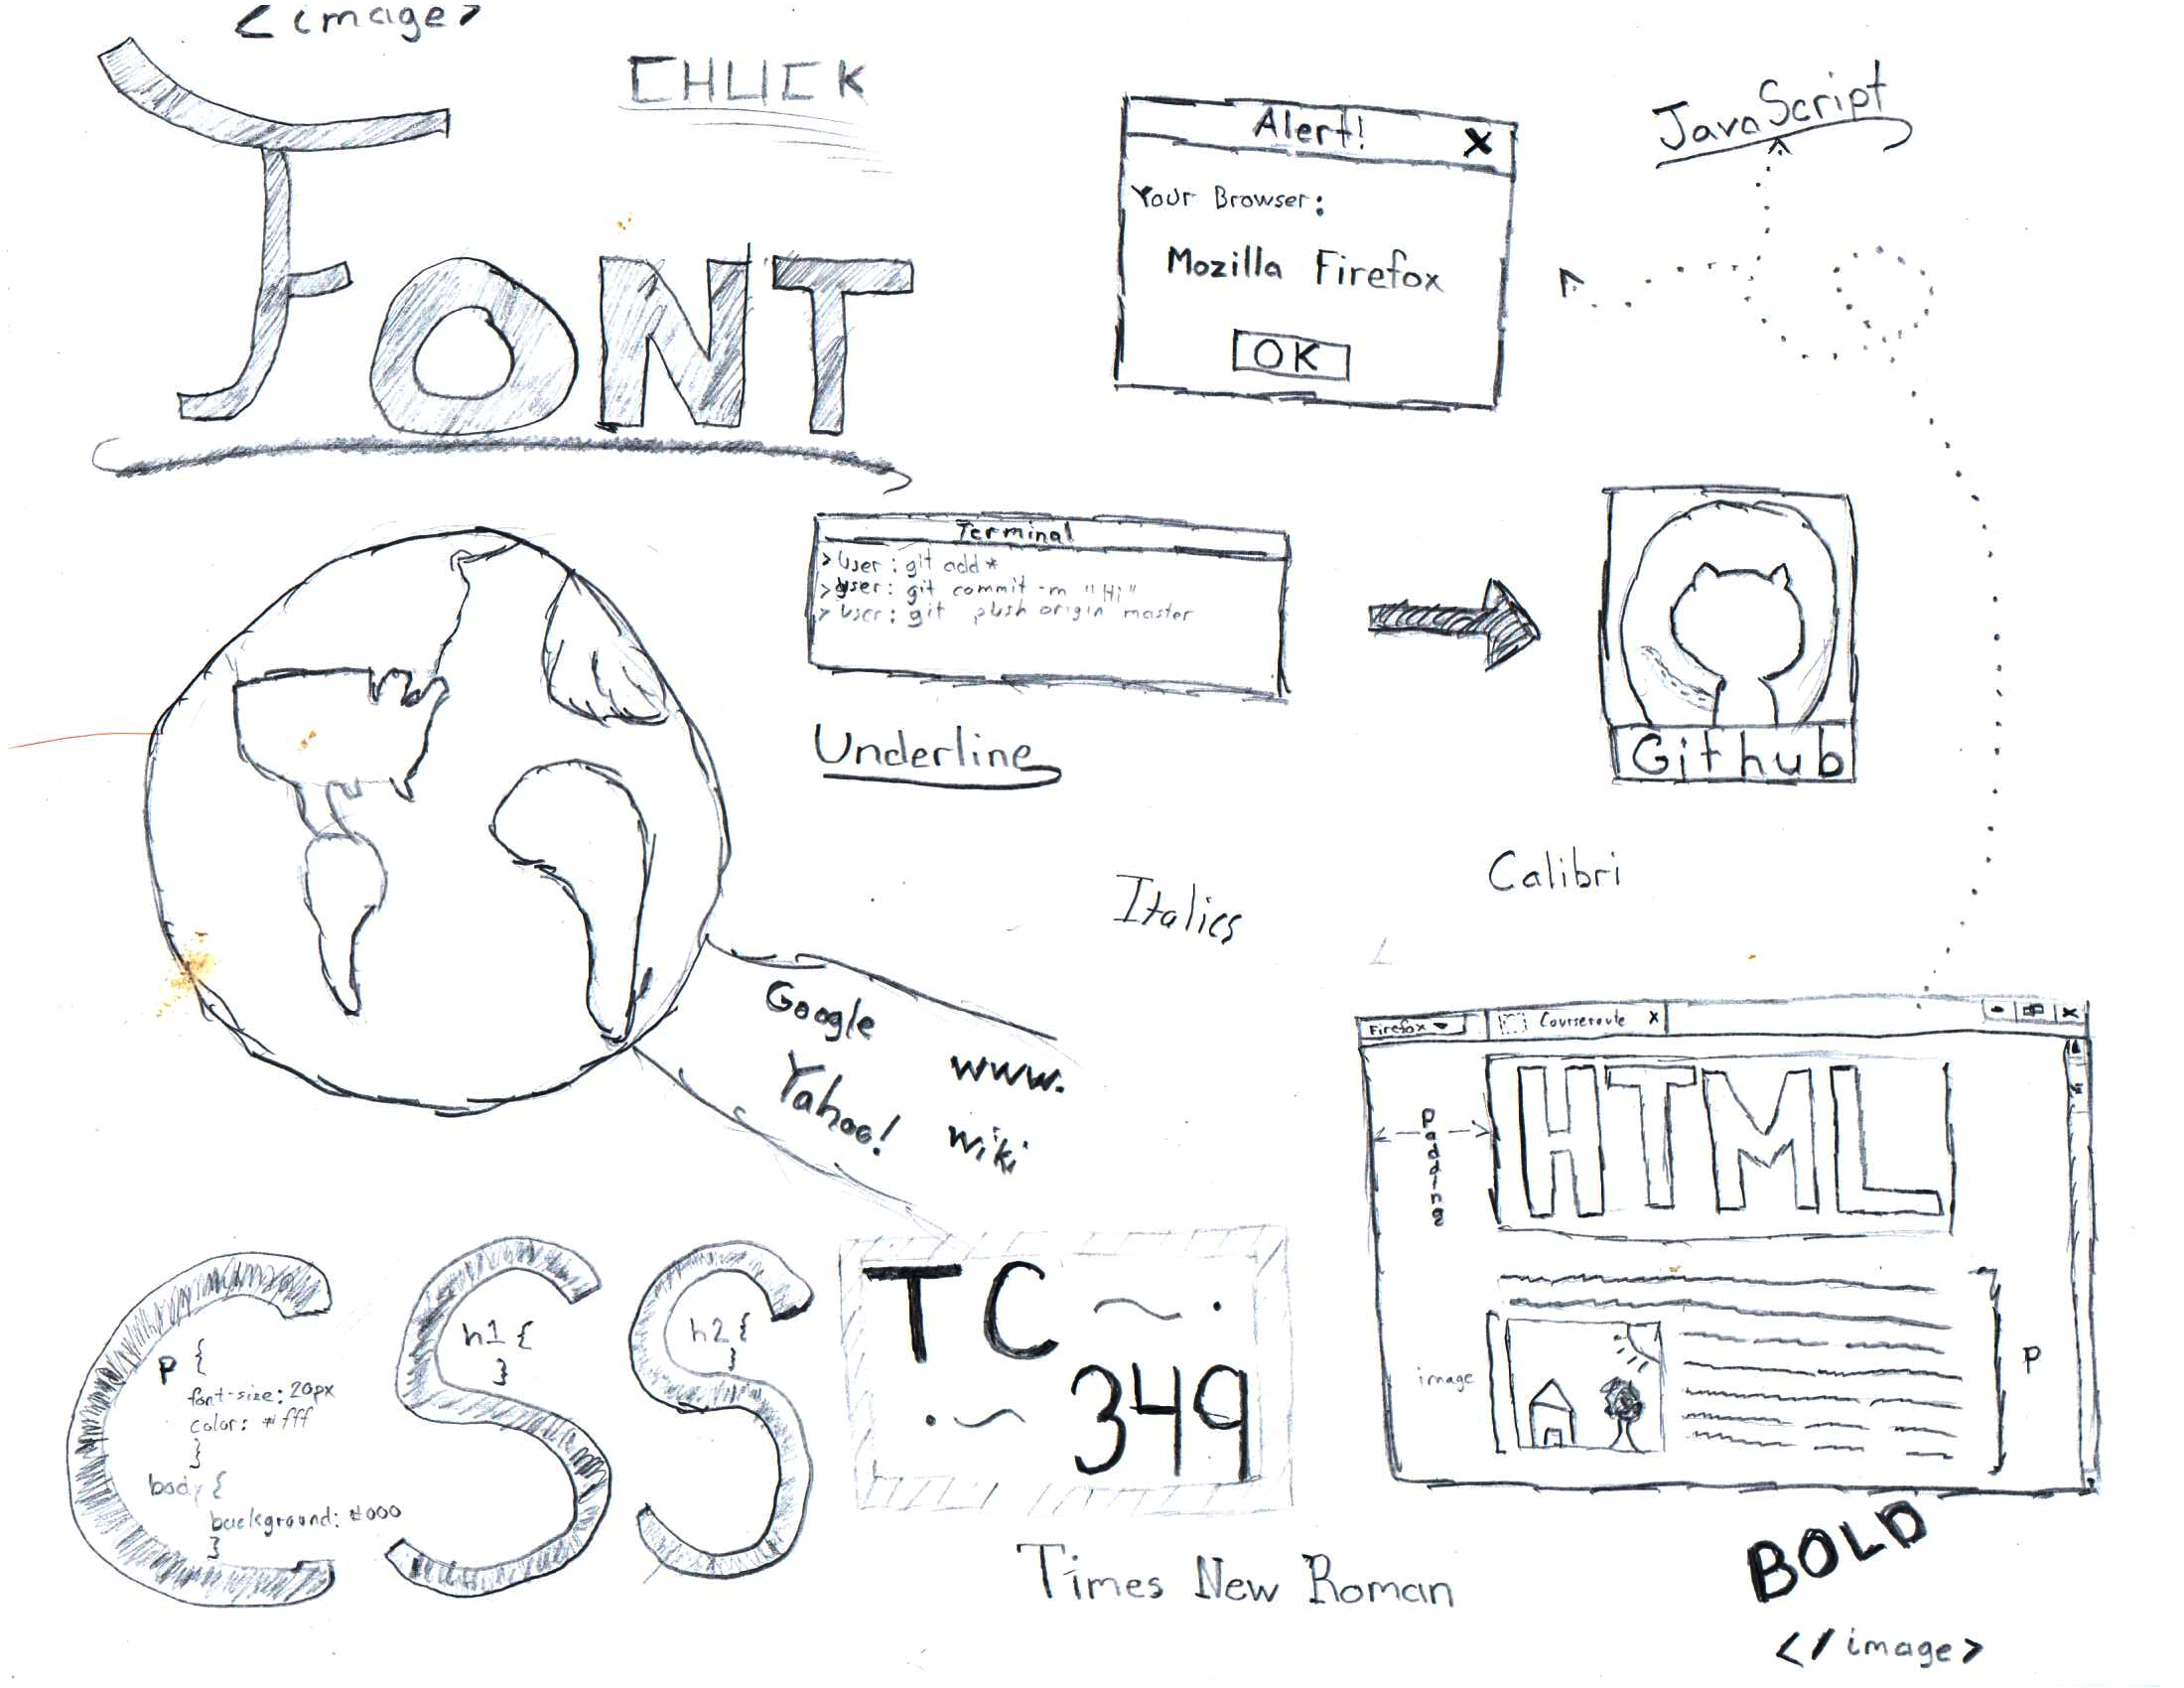 <image>
CHUCK
FONT
Alert! X
Your Browser:
Mozilla Firefox
OK
JavaScript
Terminal
> User: git add *
> user: git commit -m "Hi"
> user: git push origin master
Github
Underline
Italics
Calibri
Google
www.
Yahoo!
wiki
Firefox
Courseroute X
X
HTML
Padding
image
P
CSS
p {
font-size: 20px
color: #fff
}
body {
background: #000
}
h1 {
}
h2 {
}
TC ~ .
. ~ 349
Times New Roman
BOLD
</image>